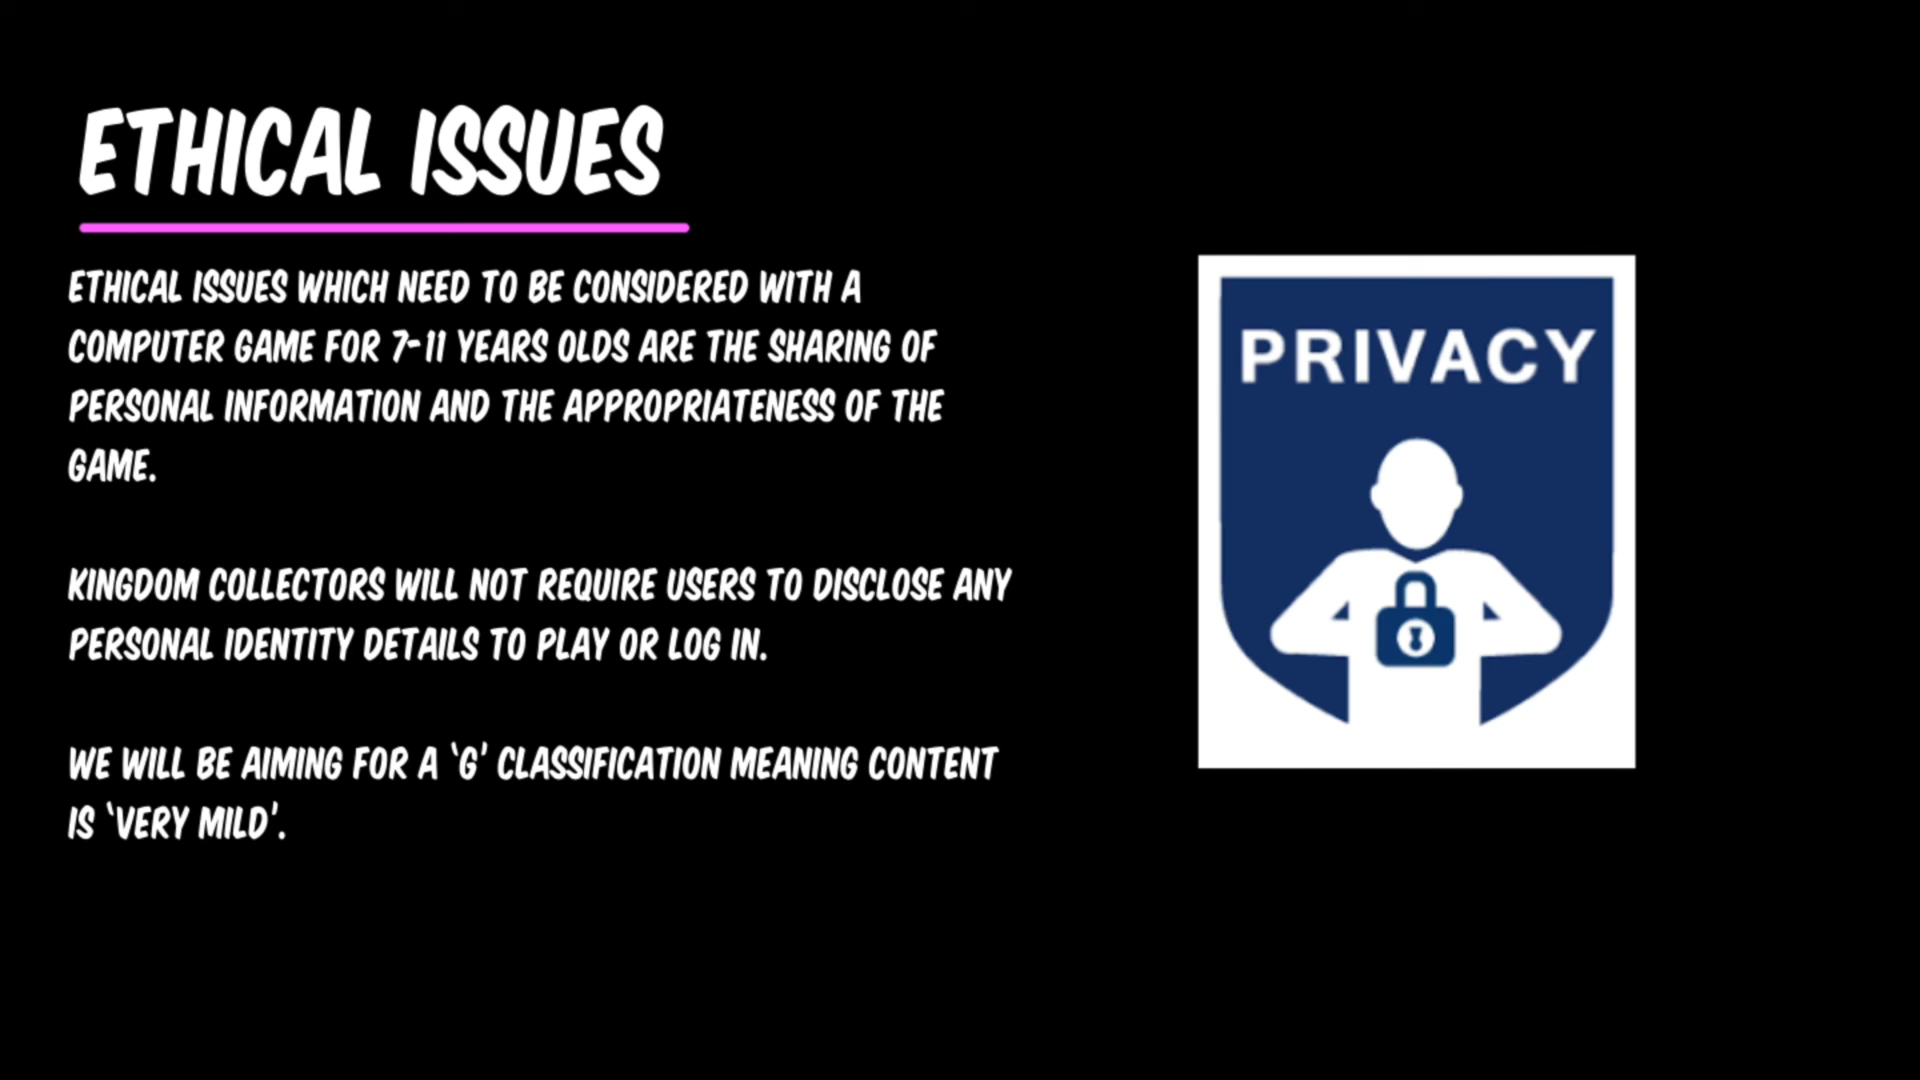 ETHICAL ISSUES
ETHICAL ISSUES WHICH NEED TO BE CONSIDERED WITH A
COMPUTER GAME FOR 7-11 YEARS OLDS ARE THE SHARING OF
PERSONAL INFORMATION AND THE APPROPRIATENESS OF THE
GAME.
KINGDOM COLLECTORS WILL NOT REQUIRE USERS TO DISCLOSE ANY
PERSONAL IDENTITY DETAILS TO PLAY OR LOG IN.
WE WILL BE AIMING FOR A ‘G’ CLASSIFICATION MEANING CONTENT
IS ‘VERY MILD’.
PRIVACY